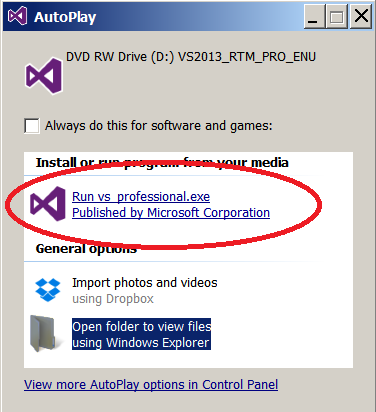 AutoPlay
DVD RW Drive (D:) VS2013_RTM_PRO_ENU
Always do this for software and games:
Install or run program from your media
Run vs_professional.exe
Published by Microsoft Corporation
General options
Import photos and videos
using Dropbox
Open folder to view files
using Windows Explorer
View more AutoPlay options in Control Panel